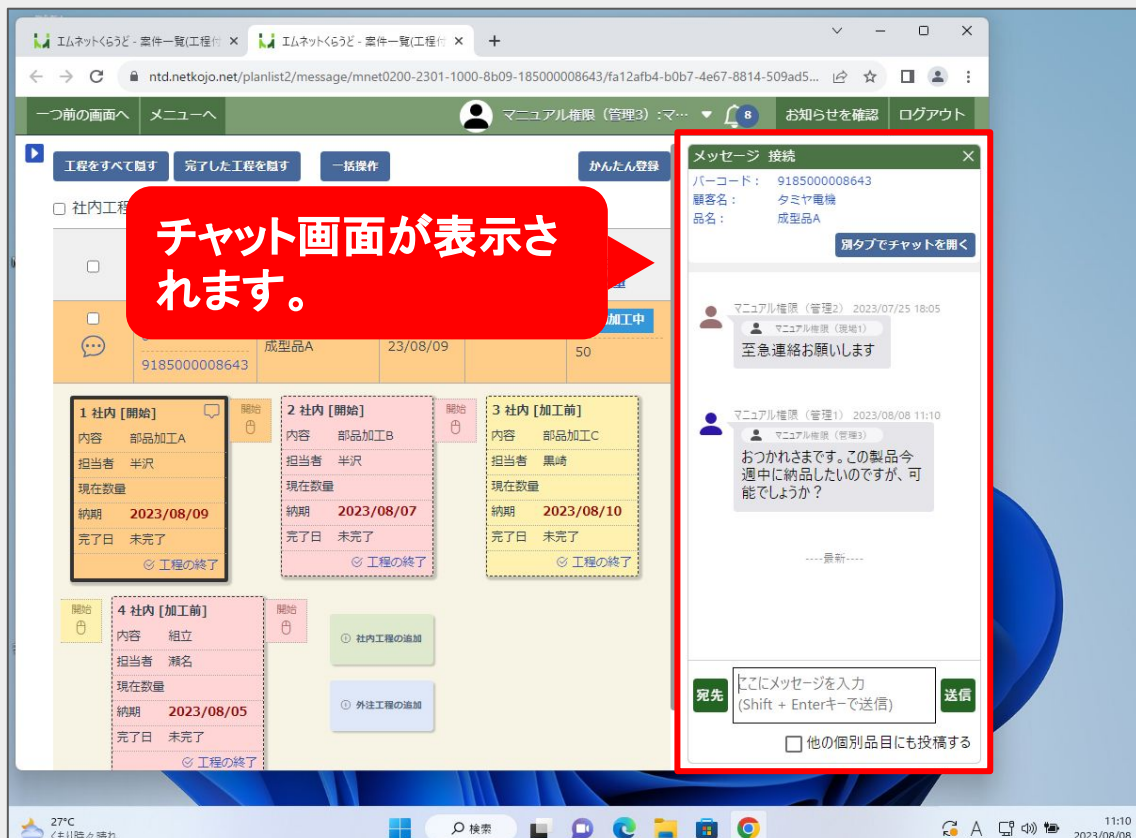 エムネットくらうど - 案件一覧(工程付
エムネットくらうど - 案件一覧(工程付
ntd.netkojo.net/planlist2/message/mnet0200-2301-1000-8b09-185000008643/fa12afb4-b0b7-4e67-8814-509ad5...
一つ前の画面へ メニューへ マニュアル権限（管理3）:マ… 8 お知らせを確認 ログアウト
工程をすべて隠す 完了した工程を隠す 一括操作 かんたん登録
社内工程
チャット画面が表示さ
れます。
加工中
成型品A 23/08/09 50
9185000008643
1 社内 [開始]
内容 部品加工A
担当者 半沢
現在数量
納期 2023/08/09
完了日 未完了
工程の終了
開始
2 社内 [開始]
内容 部品加工B
担当者 半沢
現在数量
納期 2023/08/07
完了日 未完了
工程の終了
開始
3 社内 [加工前]
内容 部品加工C
担当者 黒崎
現在数量
納期 2023/08/10
完了日 未完了
工程の終了
開始
4 社内 [加工前]
内容 組立
担当者 瀬名
現在数量
納期 2023/08/05
完了日 未完了
工程の終了
開始
社内工程の追加
外注工程の追加
メッセージ 接続
バーコード： 9185000008643
顧客名： タミヤ電機
品名： 成型品A
別タブでチャットを開く
マニュアル権限（管理2） 2023/07/25 18:05
マニュアル権限（現場1）
至急連絡お願いします
マニュアル権限（管理1） 2023/08/08 11:10
マニュアル権限（管理3）
おつかれさまです。この製品今
週中に納品したいのですが、可
能でしょうか？
----最新----
宛先
ここにメッセージを入力
(Shift + Enterキーで送信)
送信
他の個別品目にも投稿する
27°C
くもり時々晴れ
検索
A
11:10
2023/08/08